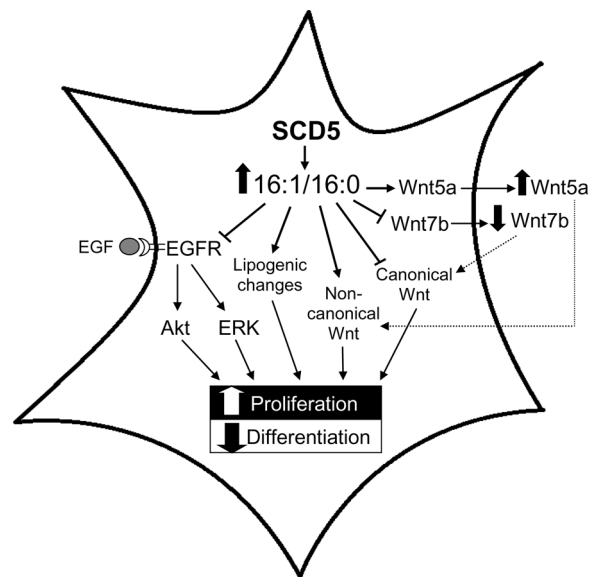 SCD5
16:1/16:0
Wnt5a
Wnt5a
Wnt7b
Wnt7b
EGF
EGFR
Lipogenic
changes
Canonical
Wnt
Non-
canonical
Wnt
Akt
ERK
Proliferation
Differentiation